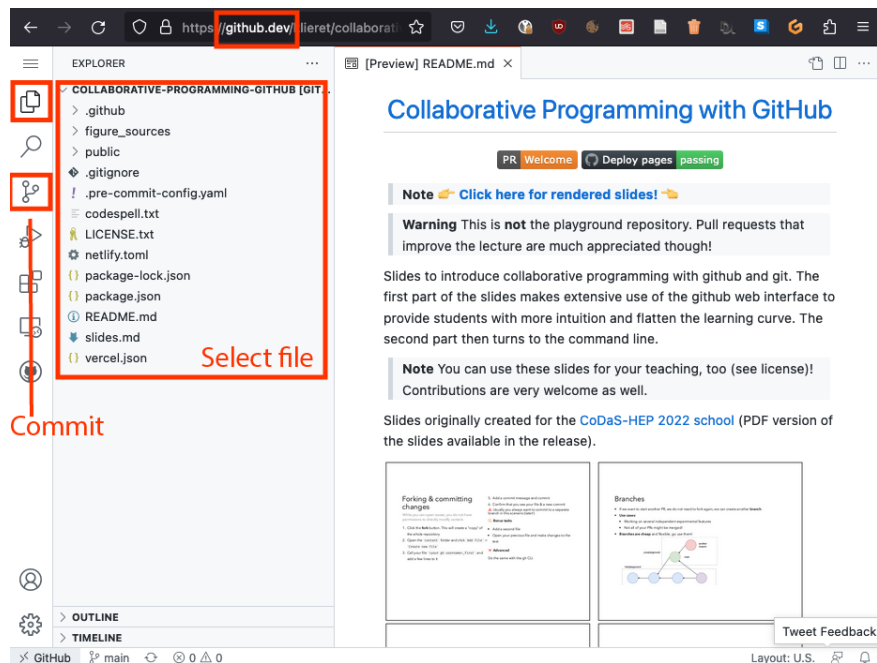 https://github.dev/klieret/collaborati
EXPLORER
[Preview] README.md
COLLABORATIVE-PROGRAMMING-GITHUB [GIT...
.github
figure_sources
public
.gitignore
.pre-commit-config.yaml
codespell.txt
LICENSE.txt
netlify.toml
package-lock.json
package.json
README.md
slides.md
vercel.json
Select file
Commit
OUTLINE
TIMELINE
Collaborative Programming with GitHub
PR Welcome Deploy pages passing
Note 👉 Click here for rendered slides! 👈
Warning This is not the playground repository. Pull requests that
improve the lecture are much appreciated though!
Slides to introduce collaborative programming with github and git. The
first part of the slides makes extensive use of the github web interface to
provide students with more intuition and flatten the learning curve. The
second part then turns to the command line.
Note You can use these slides for your teaching, too (see license)!
Contributions are very welcome as well.
Slides originally created for the CoDaS-HEP 2022 school (PDF version of
the slides available in the release).
Forking & committing
changes
Branches
Tweet Feedback
GitHub main 0 0 Layout: U.S.